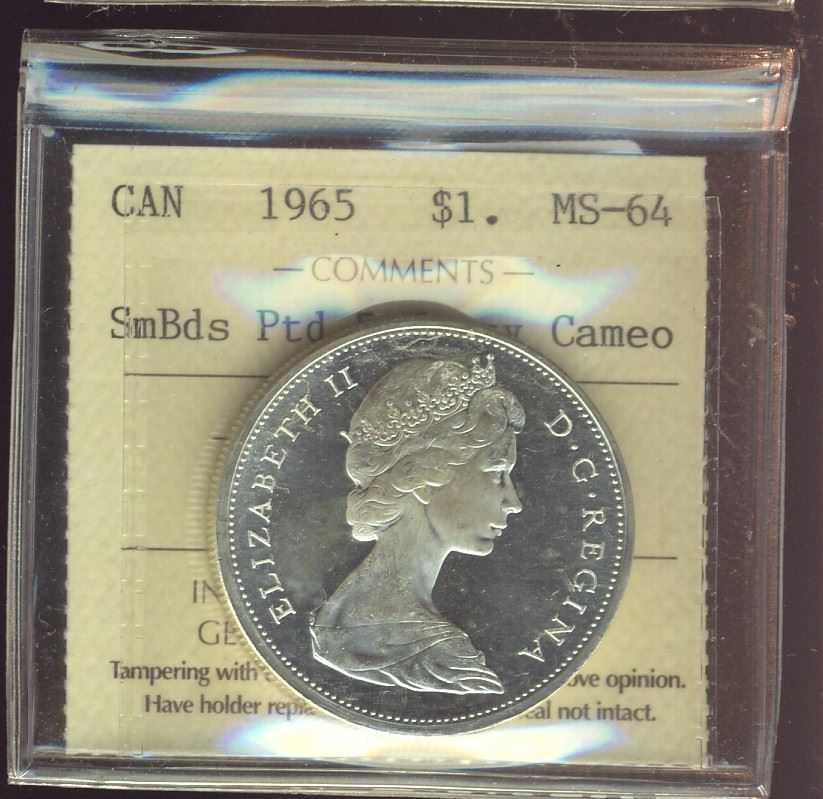 CAN 1965 $1. MS-64
— COMMENTS —
SmBds Ptd Cameo
ELIZABETH II D·G·REGINA
IN
GE
Tampering with ove opinion.
Have holder repla eal not intact.